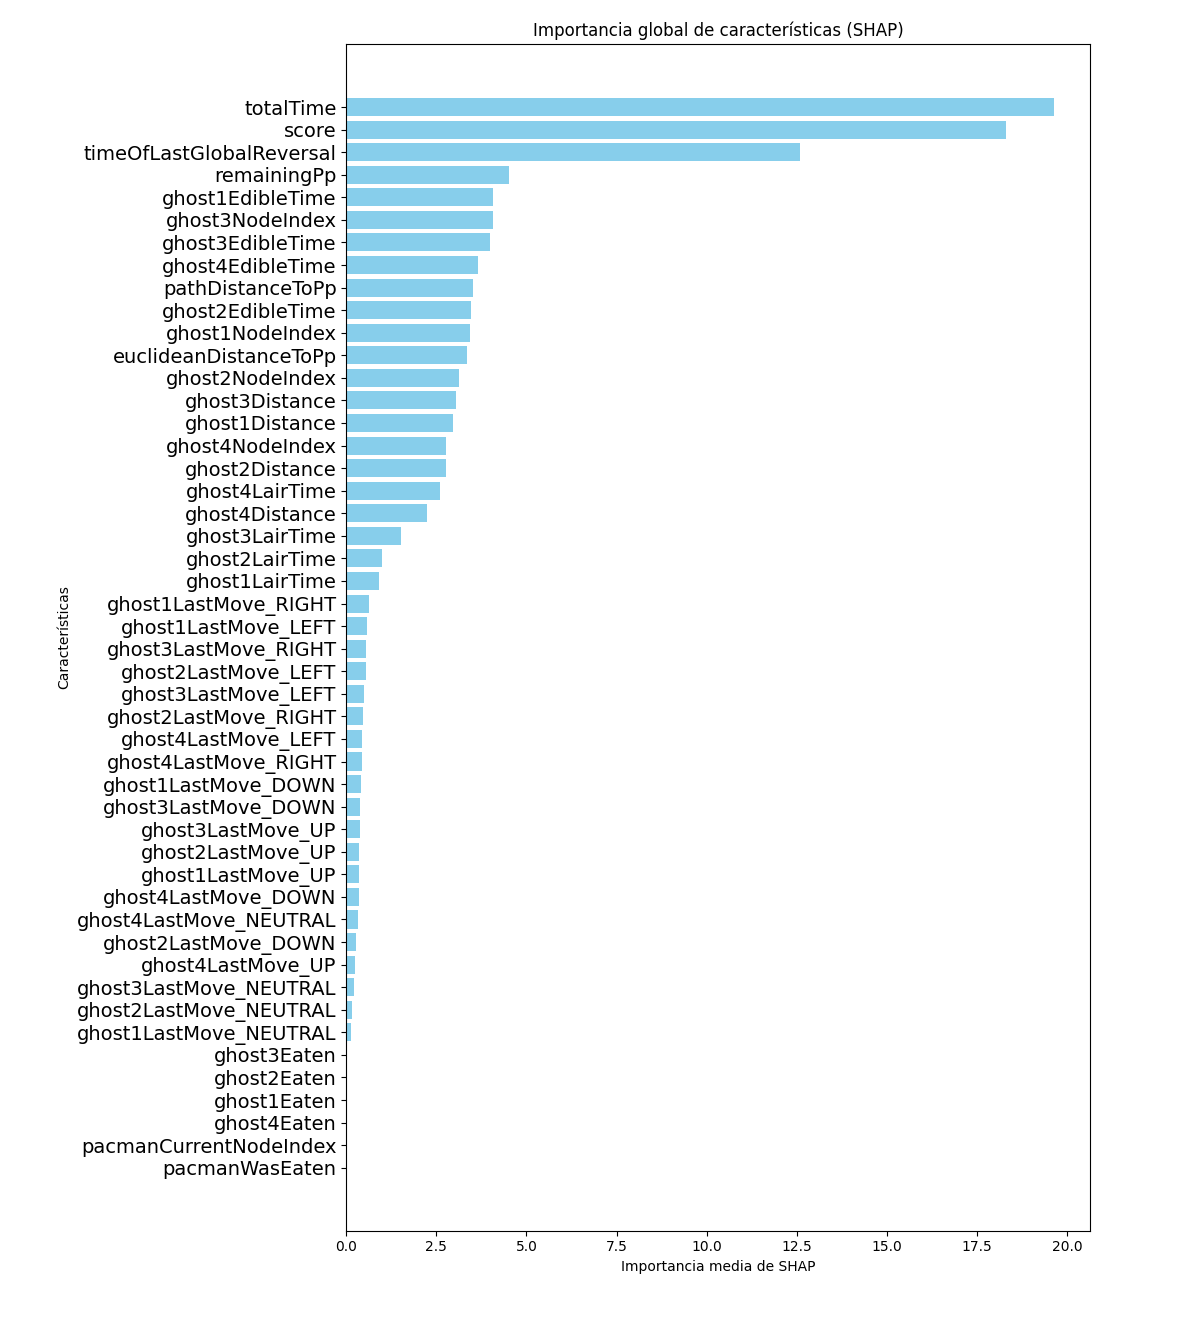 Importancia global de características (SHAP)
totalTime
score
timeOfLastGlobalReversal
remainingPp
ghost1EdibleTime
ghost3NodeIndex
ghost3EdibleTime
ghost4EdibleTime
pathDistanceToPp
ghost2EdibleTime
ghost1NodeIndex
euclideanDistanceToPp
ghost2NodeIndex
ghost3Distance
ghost1Distance
ghost4NodeIndex
ghost2Distance
ghost4LairTime
ghost4Distance
ghost3LairTime
ghost2LairTime
ghost1LairTime
ghost1LastMove_RIGHT
ghost1LastMove_LEFT
ghost3LastMove_RIGHT
ghost2LastMove_LEFT
ghost3LastMove_LEFT
ghost2LastMove_RIGHT
ghost4LastMove_LEFT
ghost4LastMove_RIGHT
ghost1LastMove_DOWN
ghost3LastMove_DOWN
ghost3LastMove_UP
ghost2LastMove_UP
ghost1LastMove_UP
ghost4LastMove_DOWN
ghost4LastMove_NEUTRAL
ghost2LastMove_DOWN
ghost4LastMove_UP
ghost3LastMove_NEUTRAL
ghost2LastMove_NEUTRAL
ghost1LastMove_NEUTRAL
ghost3Eaten
ghost2Eaten
ghost1Eaten
ghost4Eaten
pacmanCurrentNodeIndex
pacmanWasEaten
Características
0.0 2.5 5.0 7.5 10.0 12.5 15.0 17.5 20.0
Importancia media de SHAP